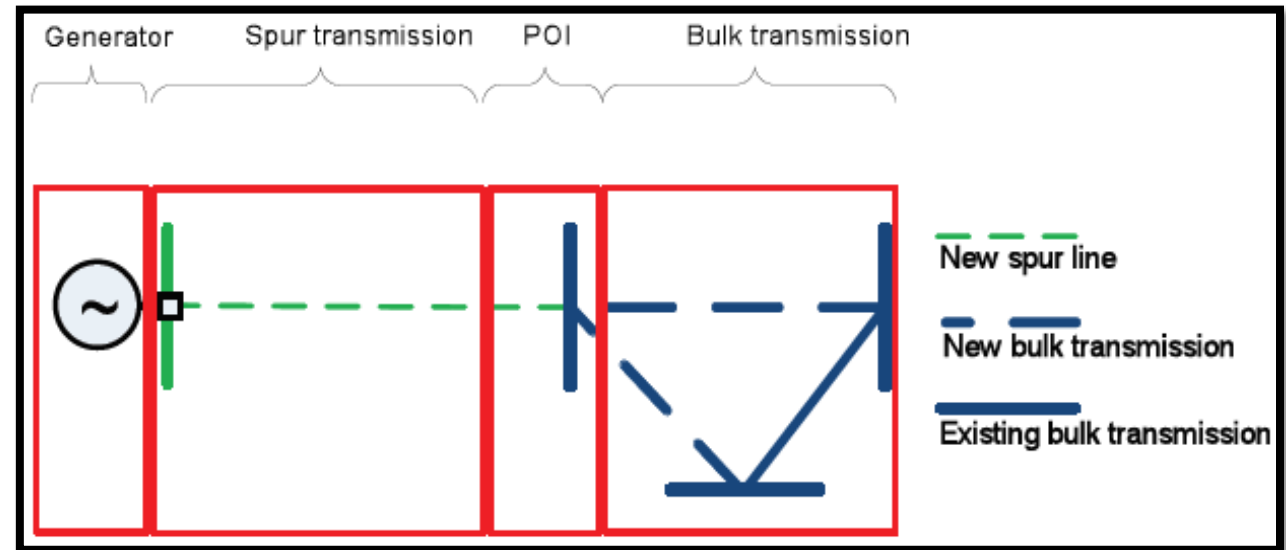 Generator
Spur transmission
POI
Bulk transmission
~
New spur line
New bulk transmission
Existing bulk transmission